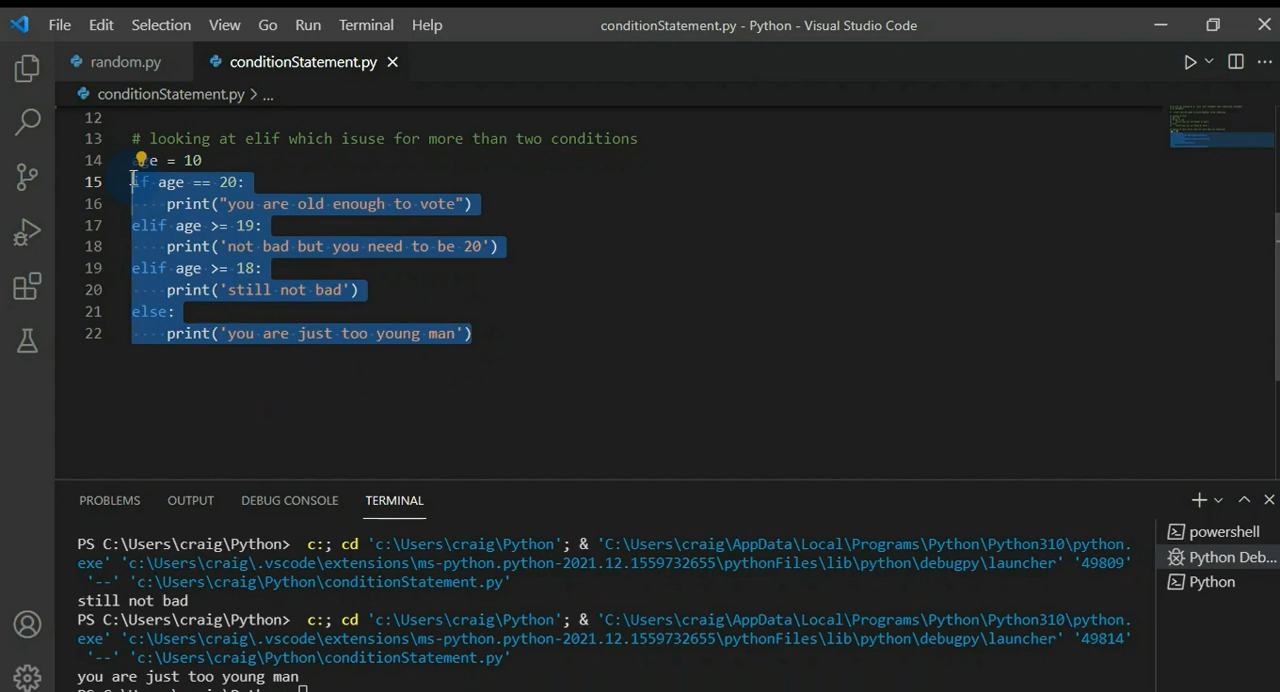 File Edit Selection View Go Run Terminal Help conditionStatement.py - Python - Visual Studio Code
random.py conditionStatement.py
conditionStatement.py > ...
12
13 # looking at elif which isuse for more than two conditions
14 age = 10
15 if age == 20:
16 print("you are old enough to vote")
17 elif age >= 19:
18 print('not bad but you need to be 20')
19 elif age >= 18:
20 print('still not bad')
21 else:
22 print('you are just too young man')
PROBLEMS OUTPUT DEBUG CONSOLE TERMINAL
PS C:\Users\craig\Python> c:; cd 'c:\Users\craig\Python'; & 'C:\Users\craig\AppData\Local\Programs\Python\Python310\python.
exe' 'c:\Users\craig\.vscode\extensions\ms-python.python-2021.12.1559732655\pythonFiles\lib\python\debugpy\launcher' '49809'
'--' 'c:\Users\craig\Python\conditionStatement.py'
still not bad
PS C:\Users\craig\Python> c:; cd 'c:\Users\craig\Python'; & 'C:\Users\craig\AppData\Local\Programs\Python\Python310\python.
exe' 'c:\Users\craig\.vscode\extensions\ms-python.python-2021.12.1559732655\pythonFiles\lib\python\debugpy\launcher' '49814'
'--' 'c:\Users\craig\Python\conditionStatement.py'
you are just too young man
PS C:\Users\craig\Python>
powershell
Python Deb...
Python